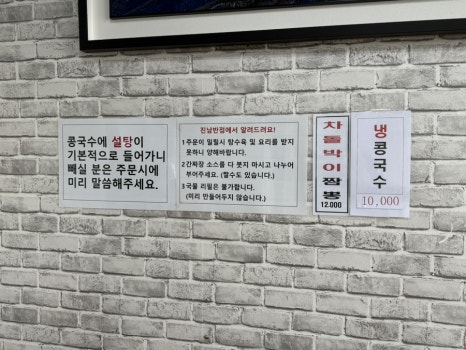 콩국수에 설탕이
기본적으로 들어가니
빼실 분은 주문시에
미리 말씀해주세요.
진남반점에서 알려드려요!
1 주문이 밀릴시 탕수육 및 요리를 받지
못하니 양해바랍니다.
2 간짜장 소스를 다 붓지 마시고 나누어
부어주세요. (짤수도 있습니다.)
3 국물 리필은 불가합니다.
(미리 만들어두지 않습니다.)
차돌박이짬뽕
12.000
냉콩국수
10,000